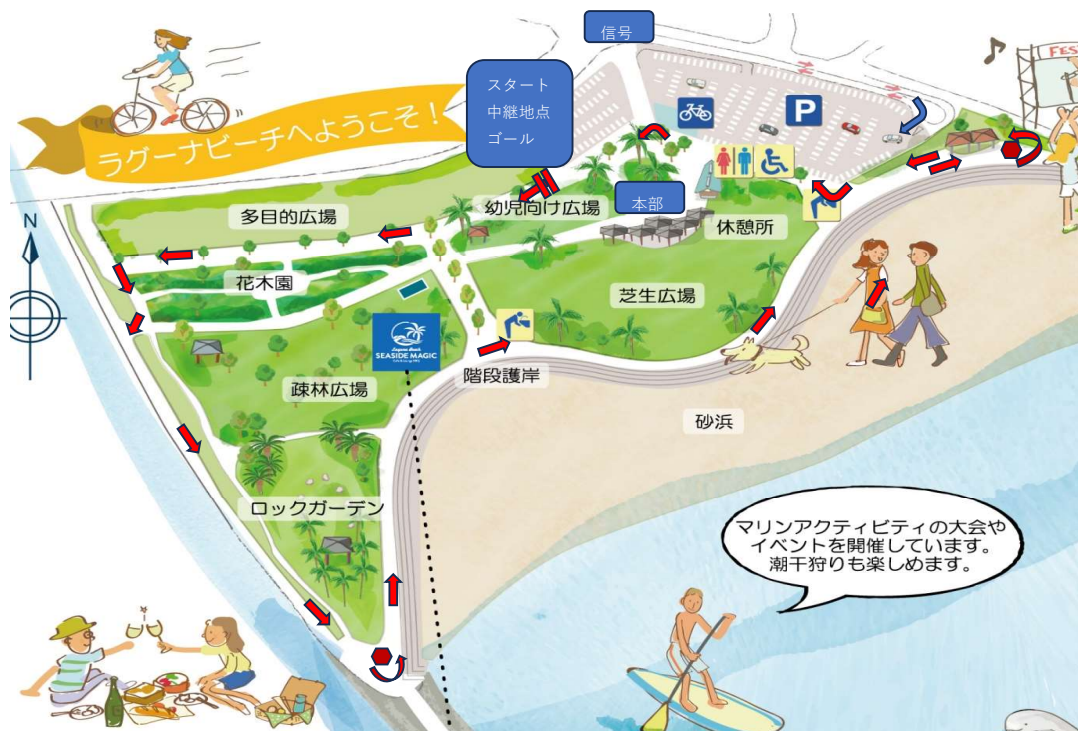 信号
FES
スタート
中継地点
ゴール
P
ラグーナビーチへようこそ！
本部
幼児向け広場
多目的広場
休憩所
N
花木園
芝生広場
Laguna Beach
SEASIDE MAGIC
階段護岸
疎林広場
砂浜
ロックガーデン
マリンアクティビティの大会や
イベントを開催しています。
潮干狩りも楽しめます。